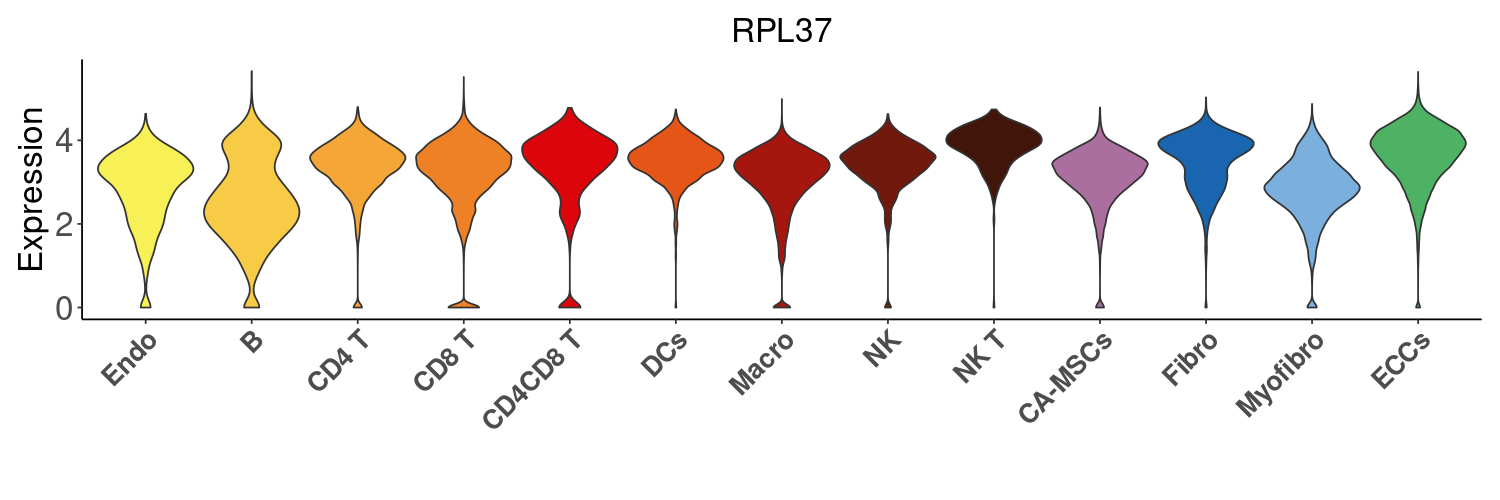 RPL37
Expression
4
2
0
Endo
B
CD4 T
CD8 T
CD4CD8 T
DCs
Macro
NK
NK T
CA-MSCs
Fibro
Myofibro
ECCs